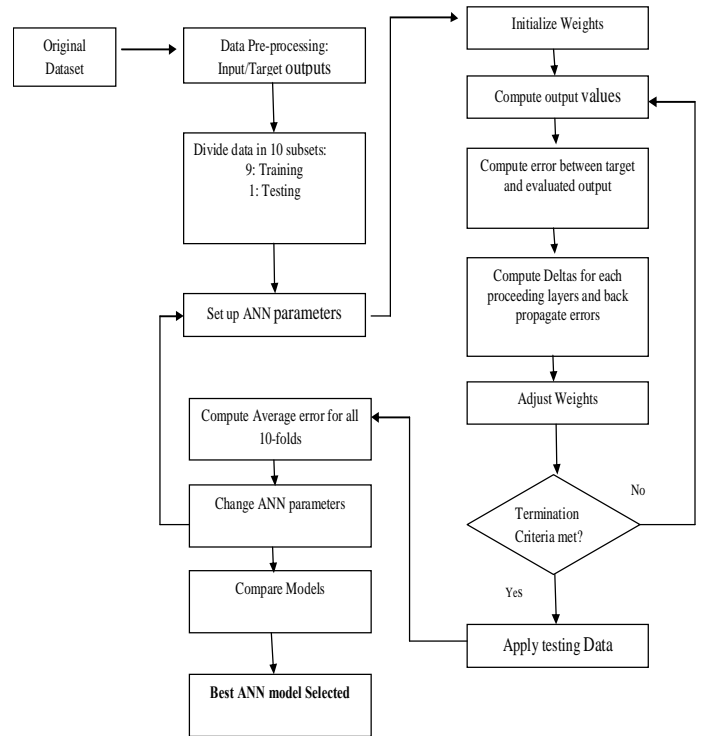 Original
Dataset
Data Pre-processing:
Input/Target outputs
Divide data in 10 subsets:
9: Training
1: Testing
Set up ANN parameters
Initialize Weights
Compute output values
Compute error between target
and evaluated output
Compute Deltas for each
proceeding layers and back
propagate errors
Adjust Weights
Termination
Criteria met?
No
Yes
Apply testing Data
Compute Average error for all
10-folds
Change ANN parameters
Compare Models
Best ANN model Selected